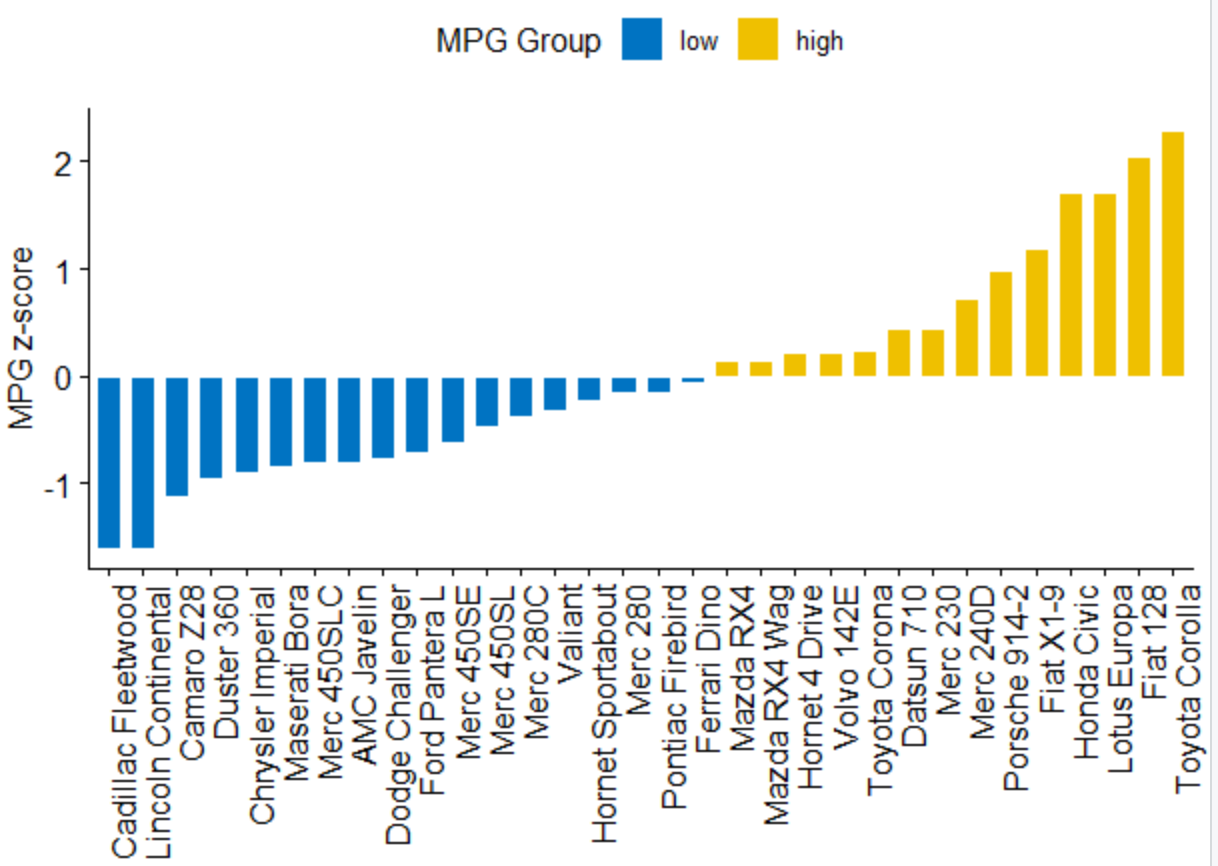 MPG Group low high
MPG z-score
2
1
0
-1
Cadillac Fleetwood
Lincoln Continental
Camaro Z28
Duster 360
Chrysler Imperial
Maserati Bora
Merc 450SLC
AMC Javelin
Dodge Challenger
Ford Pantera L
Merc 450SE
Merc 450SL
Merc 280C
Valiant
Hornet Sportabout
Merc 280
Pontiac Firebird
Ferrari Dino
Mazda RX4
Mazda RX4 Wag
Hornet 4 Drive
Volvo 142E
Toyota Corona
Datsun 710
Merc 230
Merc 240D
Porsche 914-2
Fiat X1-9
Honda Civic
Lotus Europa
Fiat 128
Toyota Corolla